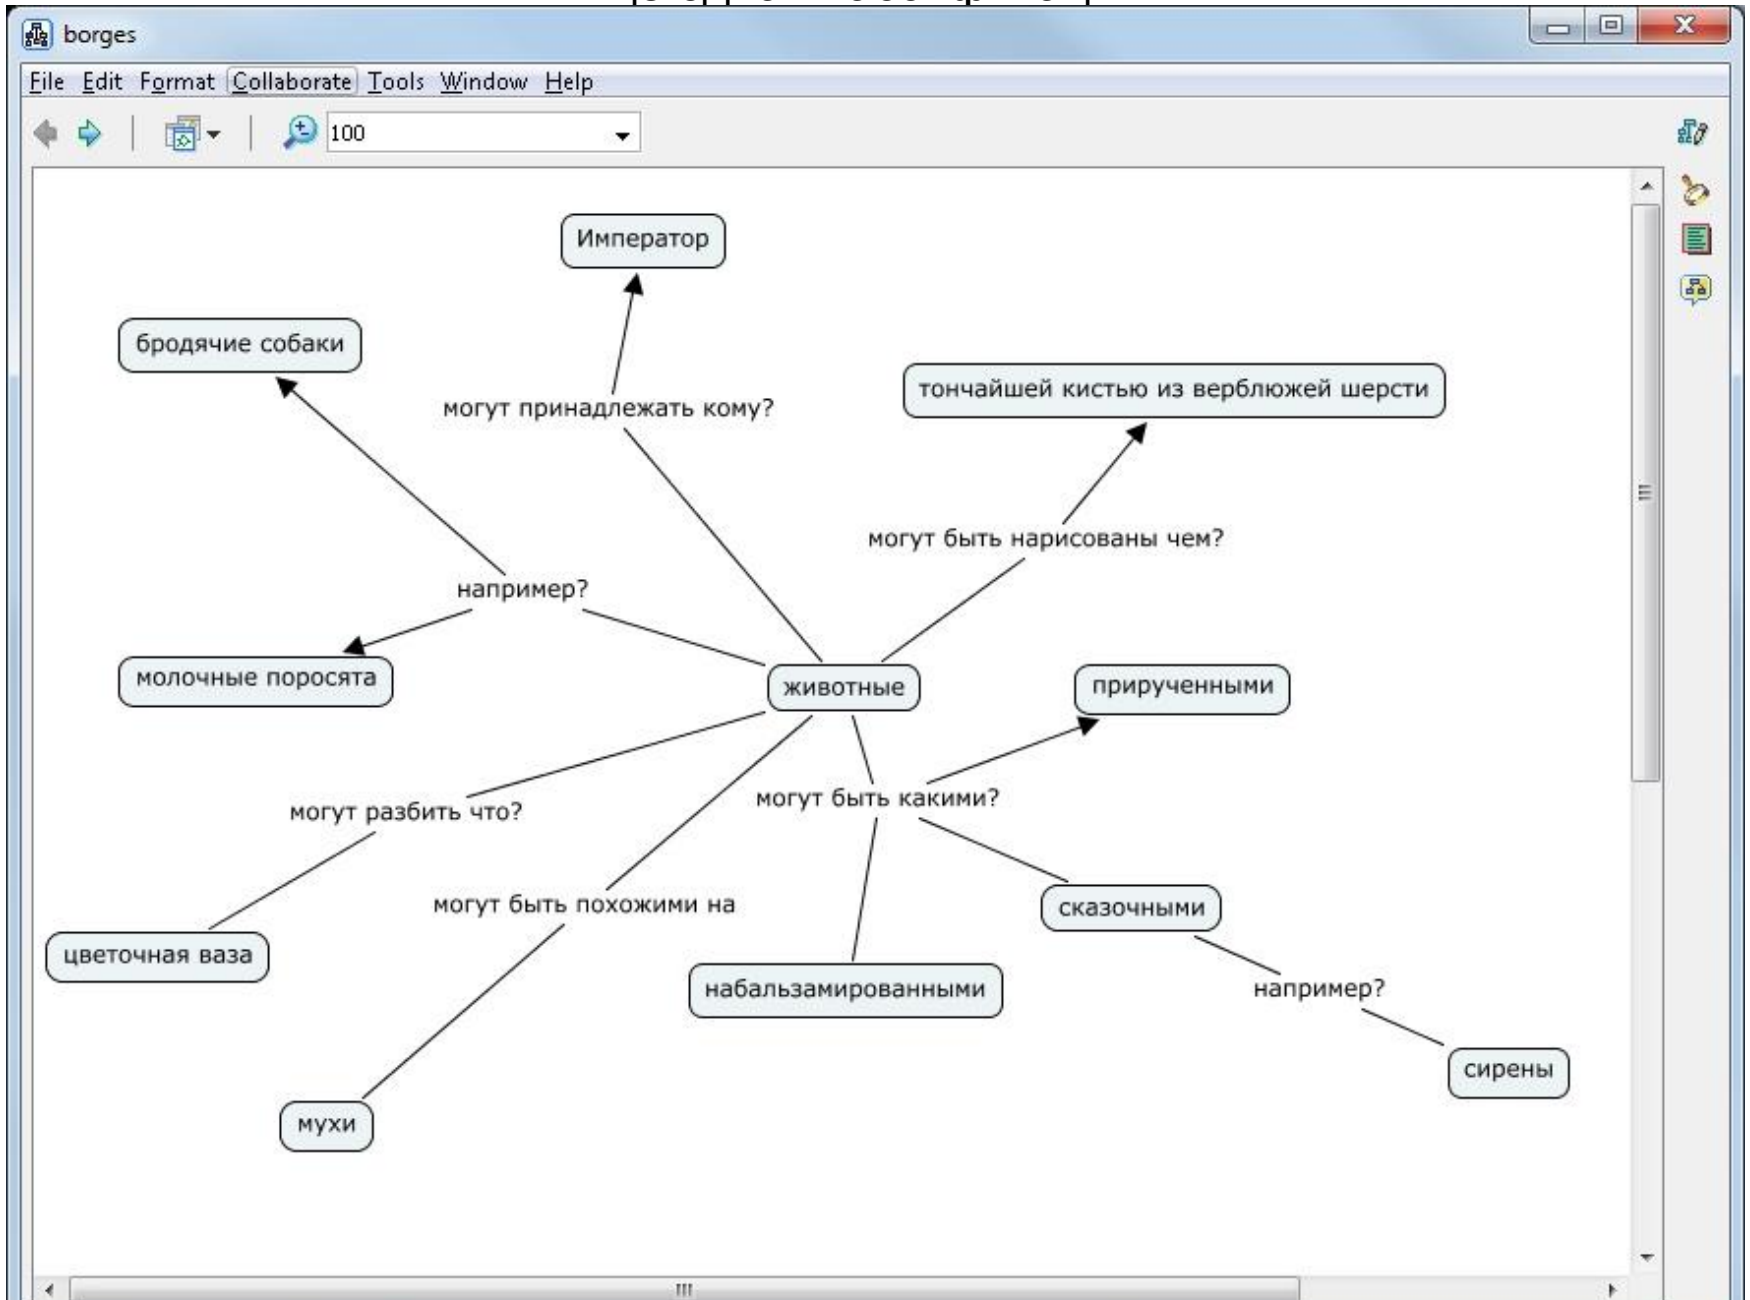 borges
File Edit Format Collaborate Tools Window Help
100
Император
бродячие собаки
тончайшей кистью из верблюжей шерсти
могут принадлежать кому?
могут быть нарисованы чем?
например?
молочные поросята
животные
прирученными
могут разбить что?
могут быть какими?
могут быть похожими на
сказочными
цветочная ваза
набальзамированными
например?
сирены
мухи